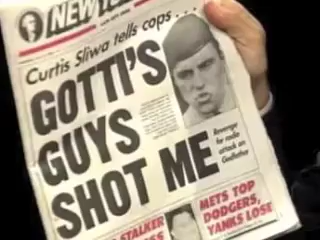 NEW
Curtis Sliwa tells cops . . .
GOTTI'S
GUYS
SHOT ME
Revenge
for radio
attack on
Godfather
STALKER
METS TOP
DODGERS,
YANKS LOSE